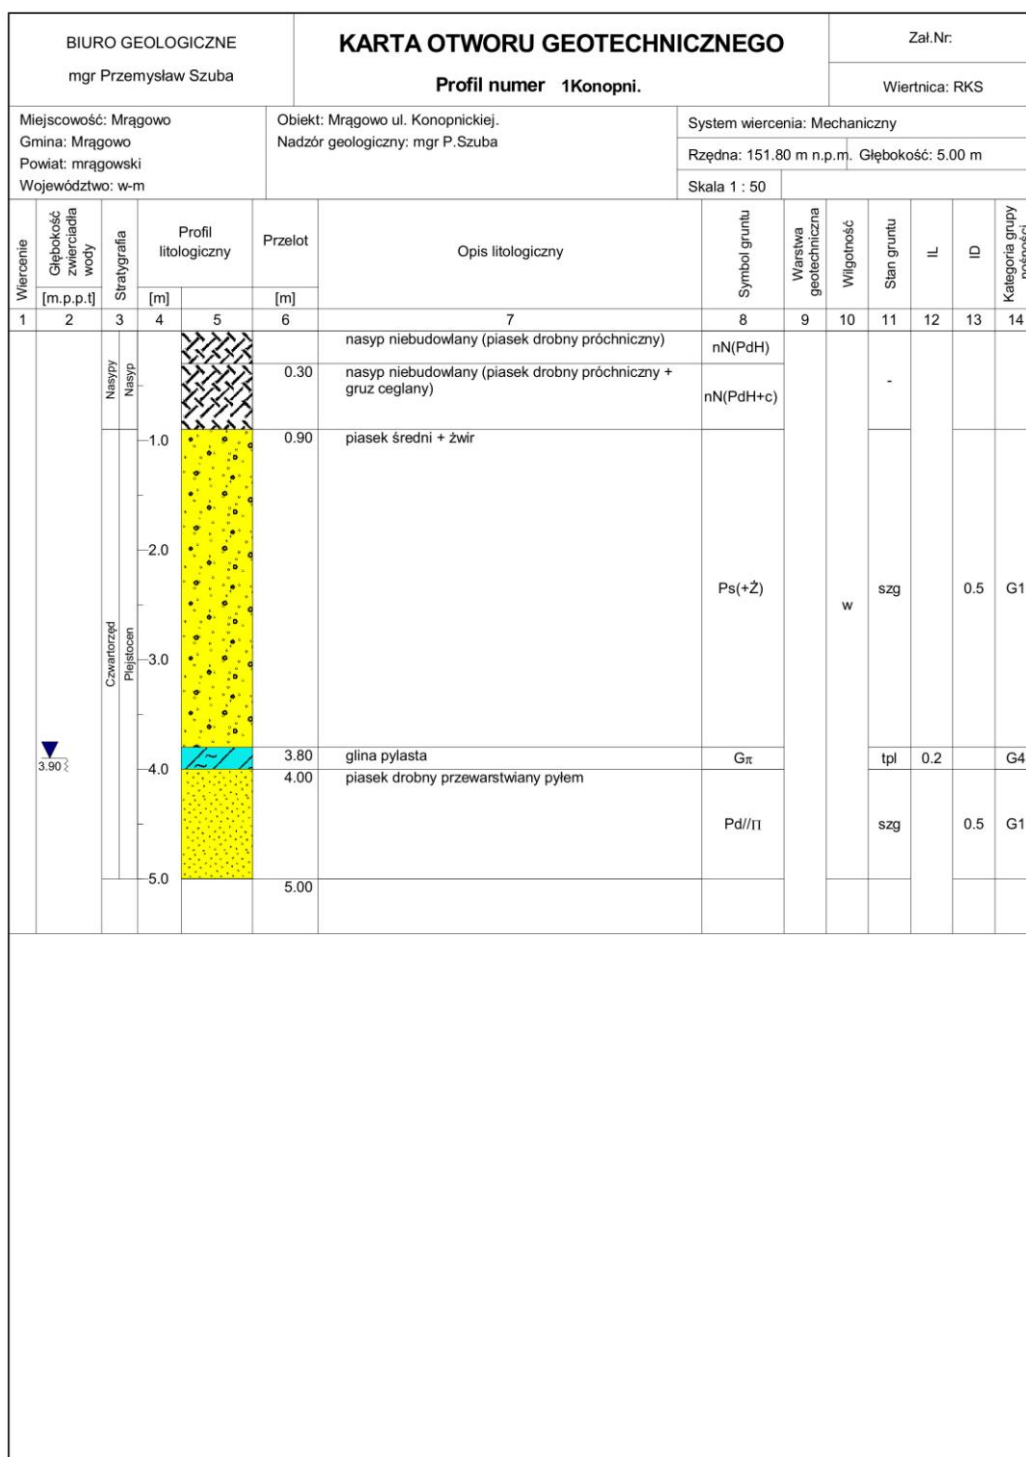 BIURO GEOLOGICZNE
mgr Przemysław Szuba
KARTA OTWORU GEOTECHNICZNEGO
Profil numer 1Konopni.
Zał.Nr:
Wiertnica: RKS
Miejscowość: Mrągowo
Gmina: Mrągowo
Powiat: mrągowski
Województwo: w-m
Obiekt: Mrągowo ul. Konopnickiej.
Nadzór geologiczny: mgr P.Szuba
System wiercenia: Mechaniczny
Rzędna: 151.80 m n.p.m. Głębokość: 5.00 m
Skala 1 : 50
Wiercenie
Głębokość
zwierciadła
wody
[m.p.p.t]
Stratygrafia
Profil
litologiczny
[m]
Przelot
[m]
Opis litologiczny
Symbol gruntu
Warstwa
geotechniczna
Wilgotność
Stan gruntu
IL
ID
Kategoria grupy
nośności
1 2 3 4 5 6 7 8 9 10 11 12 13 14
Nasypy
Nasyp
nasyp niebudowlany (piasek drobny próchniczny)
nN(PdH)
0.30 nasyp niebudowlany (piasek drobny próchniczny +
gruz ceglany)
nN(PdH+c)
-
1.0
0.90 piasek średni + żwir
2.0
Ps(+Ż)
w
szg
0.5
G1
Czwartorzęd
Plejstocen
3.0
3.90
3.80 glina pylasta
Gπ
tpl
0.2
G4
4.0
4.00 piasek drobny przewarstwiany pyłem
Pd//Π
szg
0.5
G1
5.0
5.00